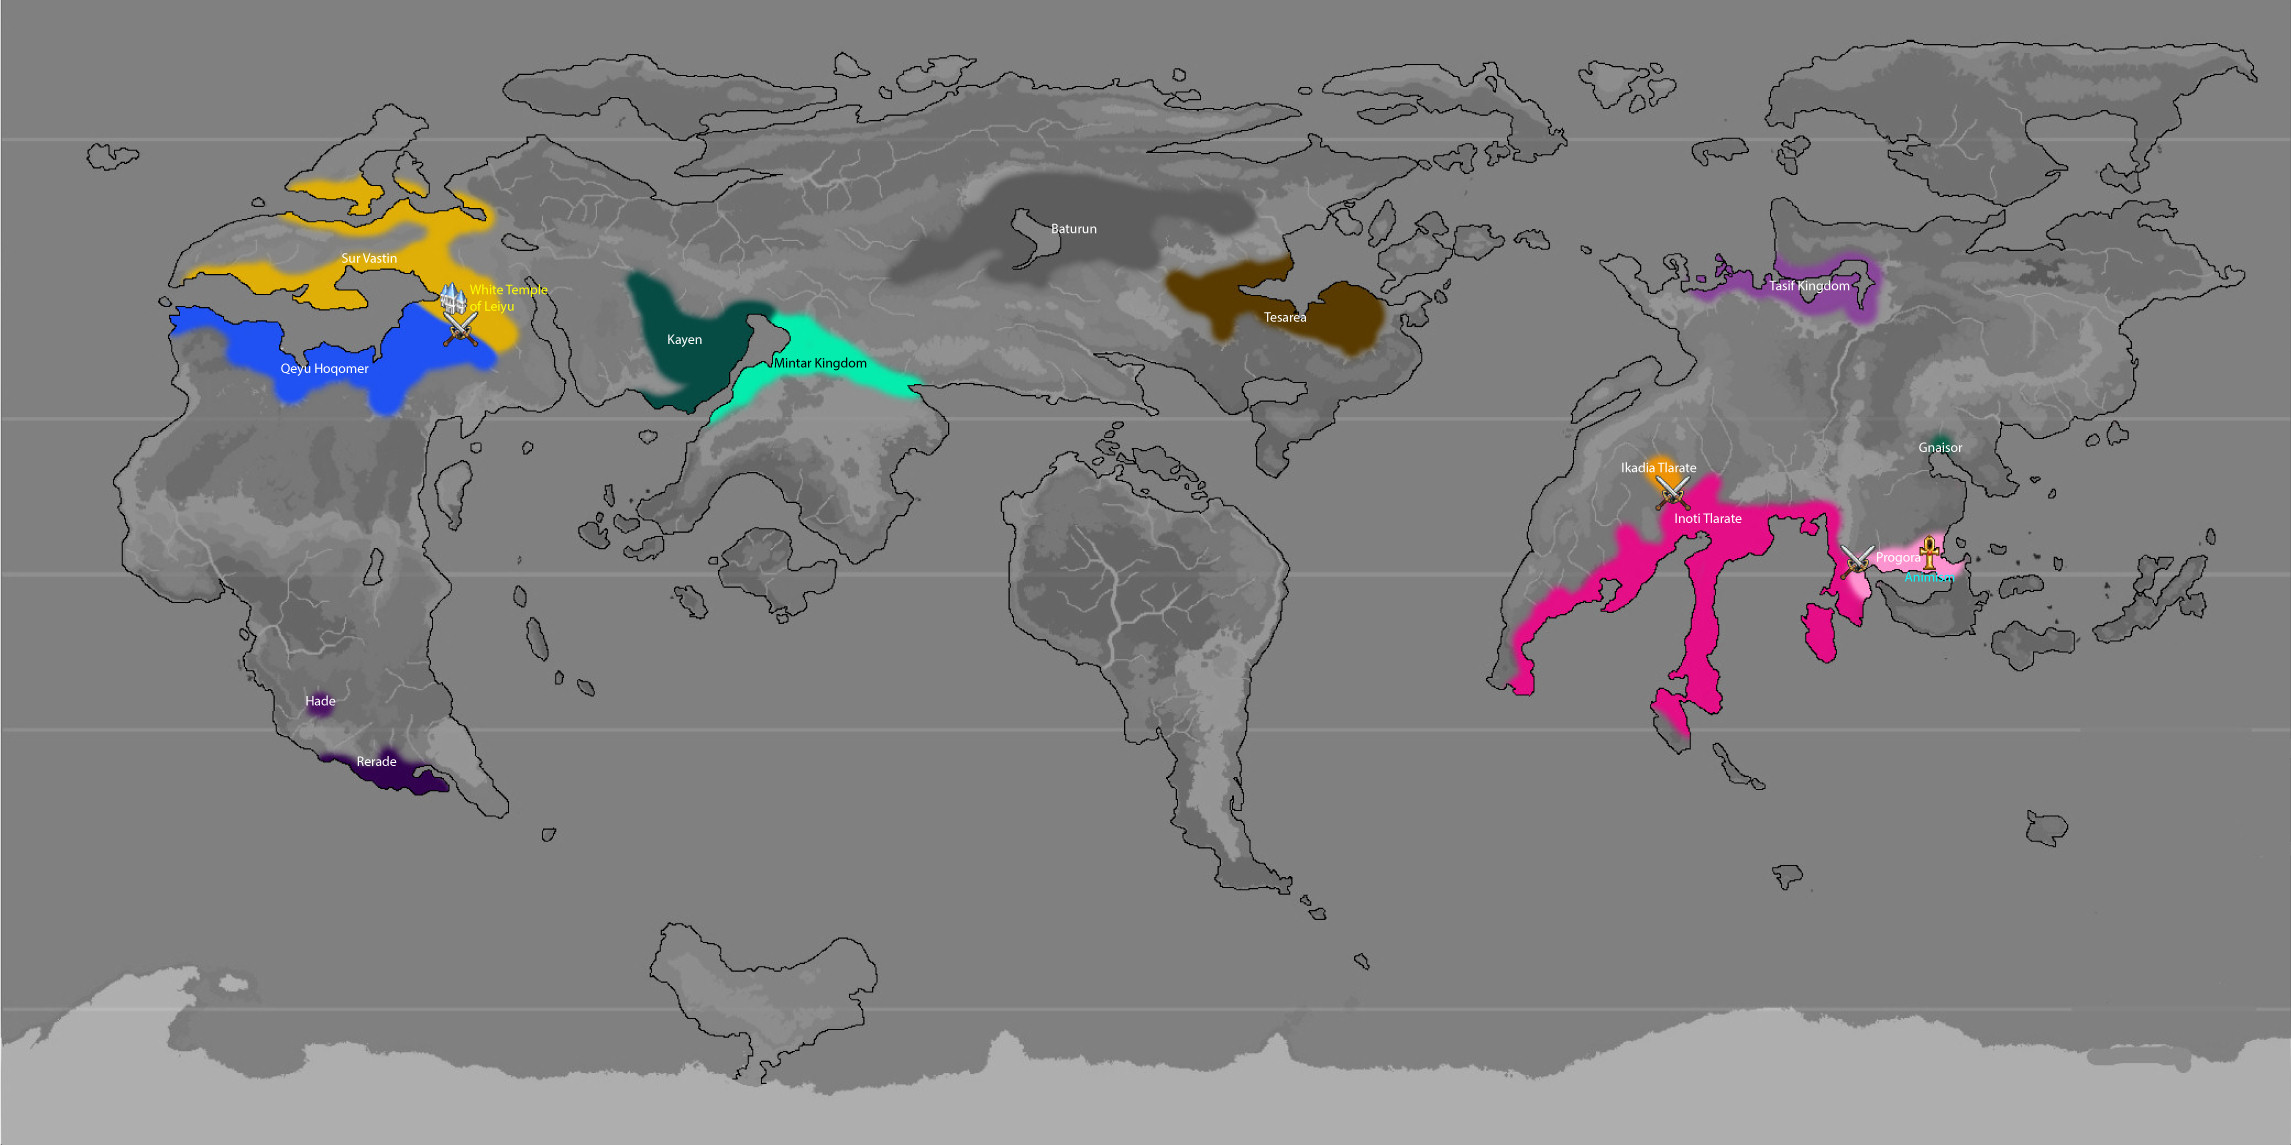 Baturun
Sur Vastin
White Temple
of Leiyu
Tasif Kingdom
Tesarea
Kayen
Mintar Kingdom
Qeyu Hoqomer
Gnaisor
Ikadia Tlarate
Inoti Tlarate
Progora
Hade
Rerade